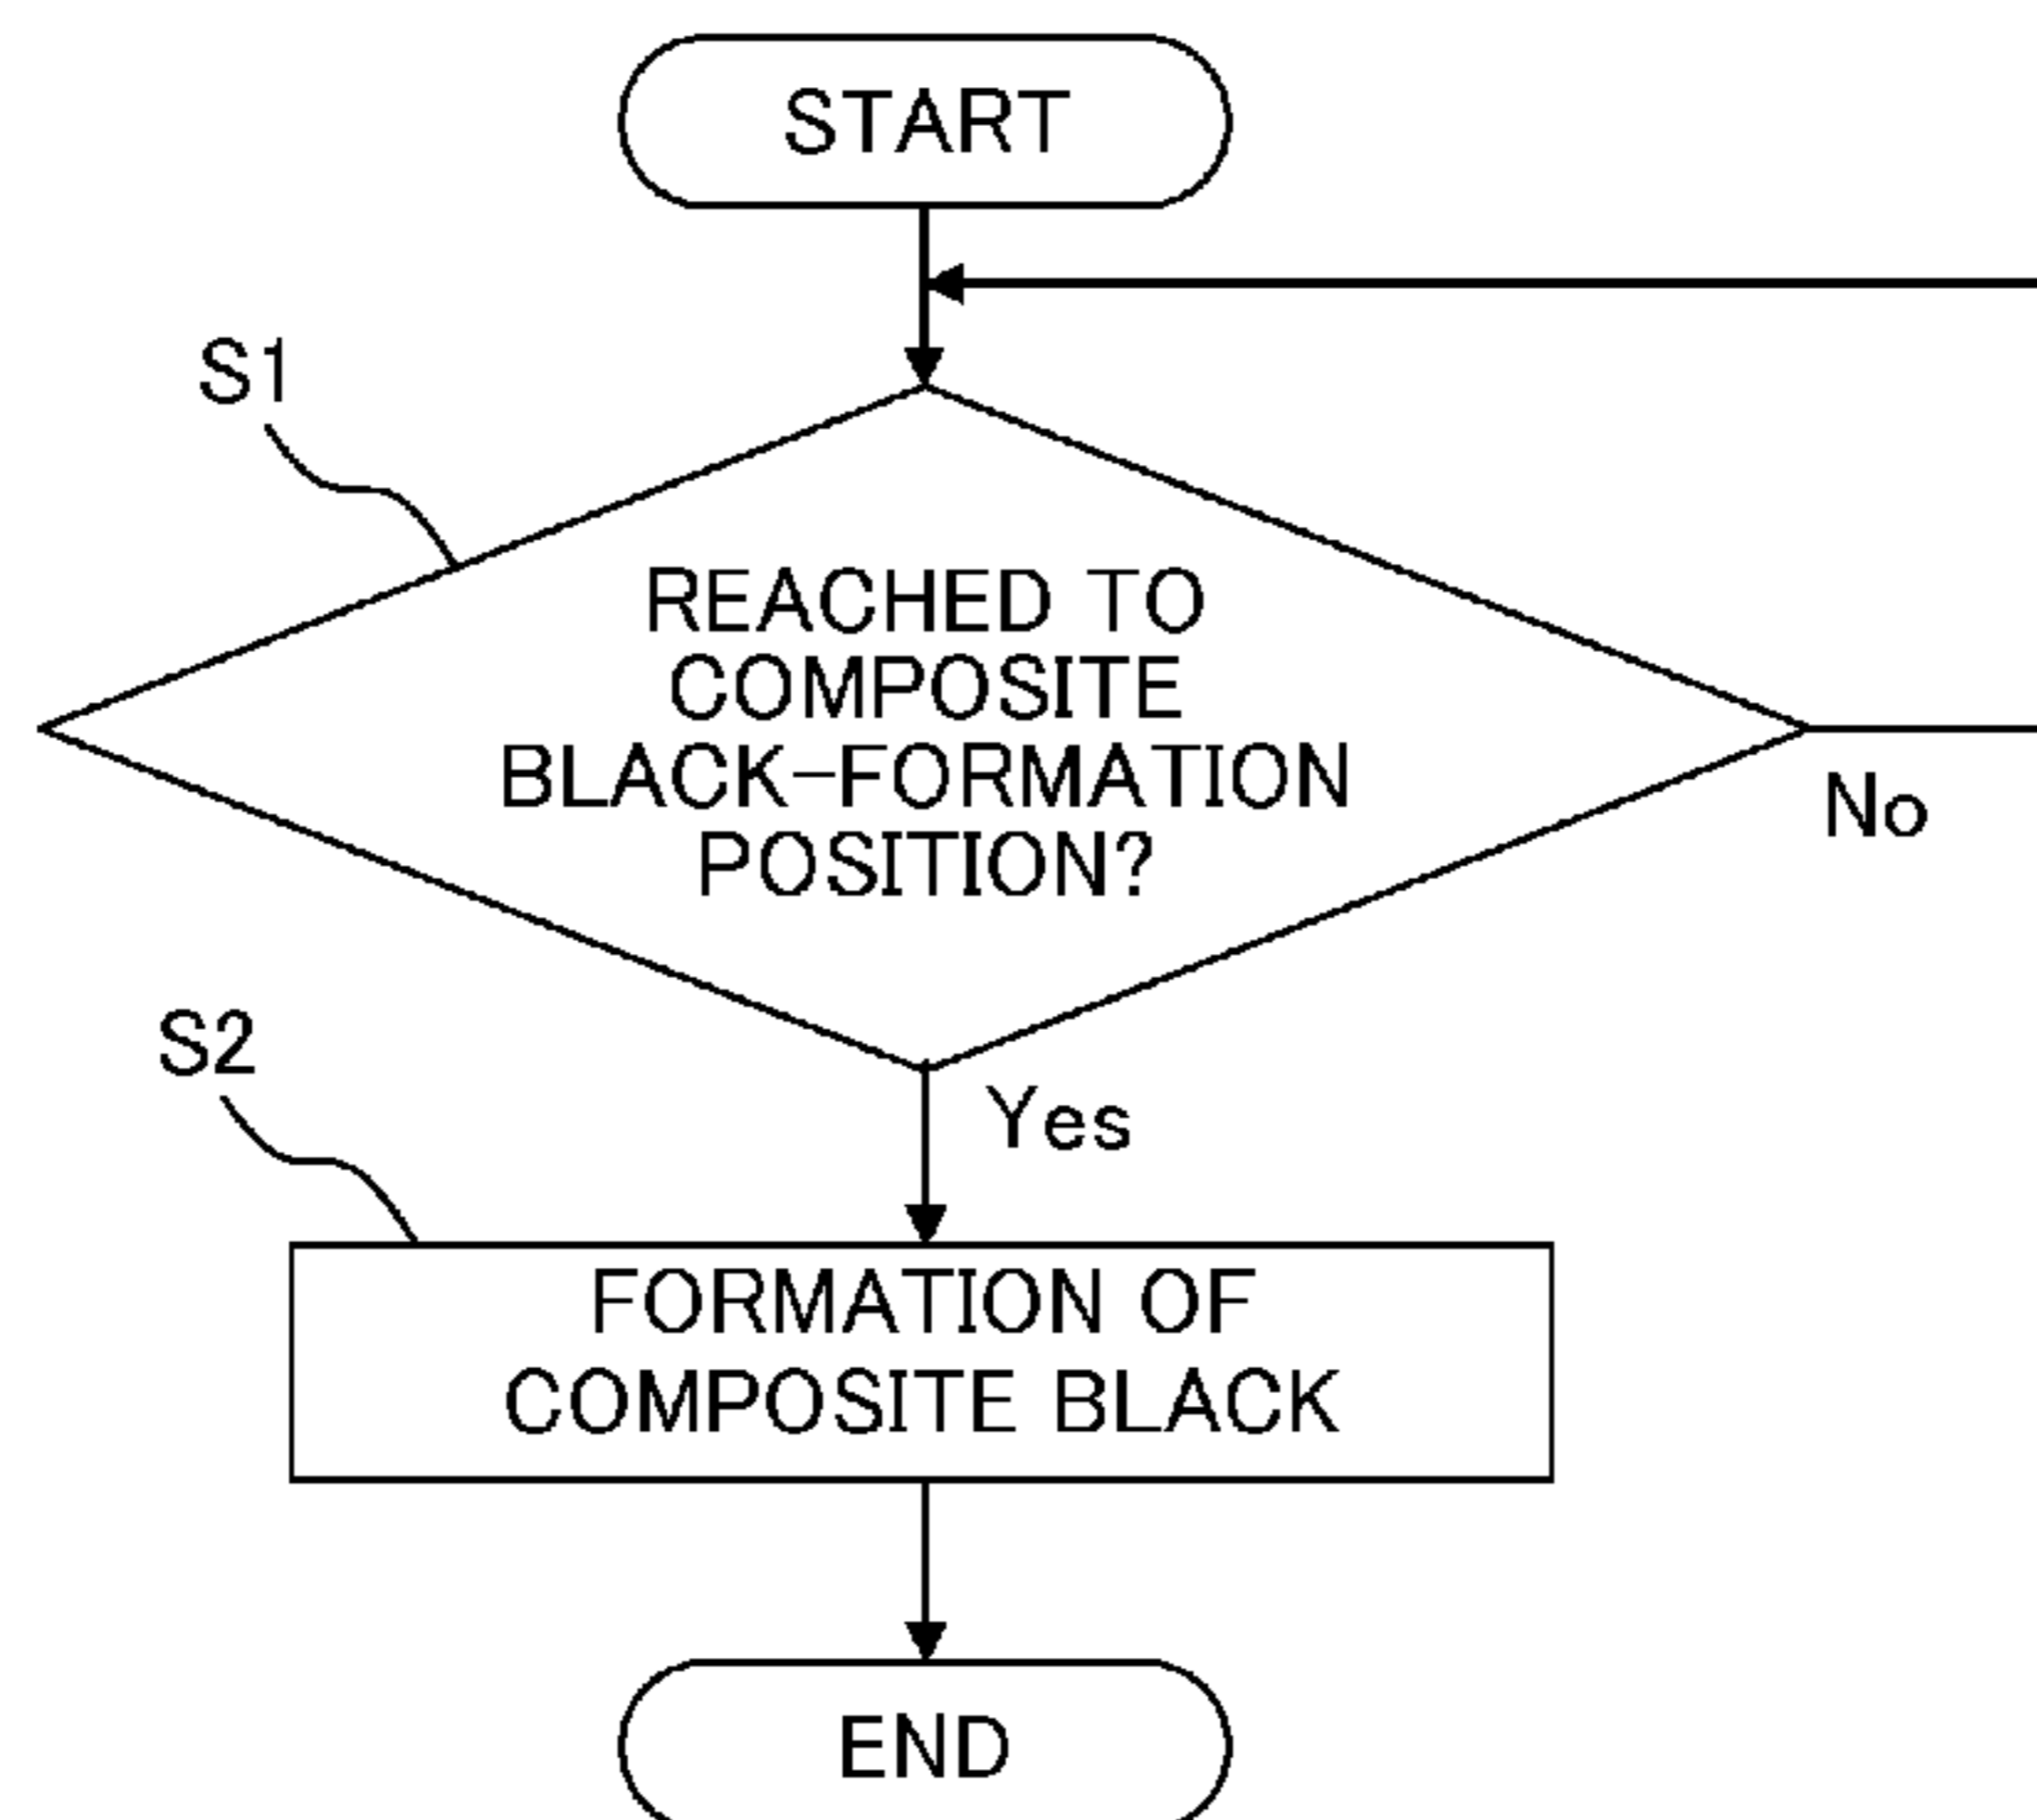 START
S1
REACHED TO
COMPOSITE
BLACK-FORMATION
POSITION?
No
S2
Yes
FORMATION OF
COMPOSITE BLACK
END